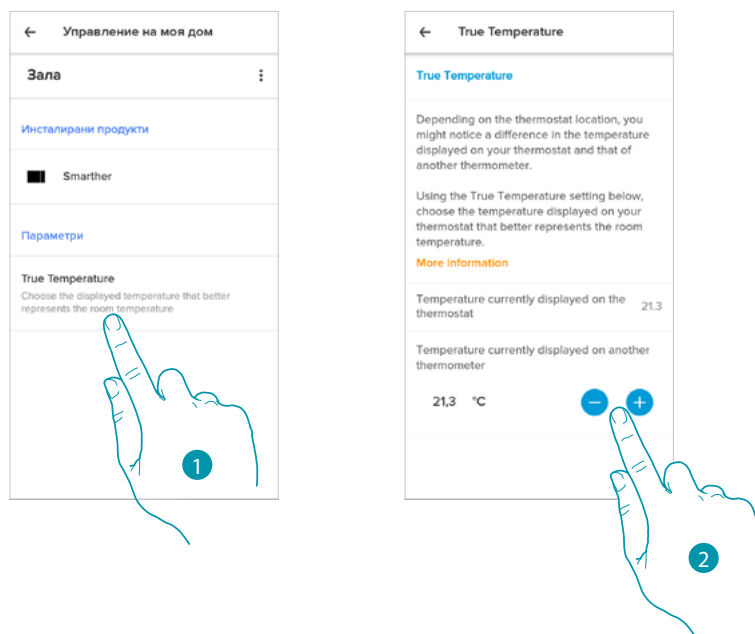 ← Управление на моя дом
Зала
Инсталирани продукти
Smarther
Параметри
True Temperature
Choose the displayed temperature that better
represents the room temperature
1
← True Temperature
True Temperature
Depending on the thermostat location, you
might notice a difference in the temperature
displayed on your thermostat and that of
another thermometer.
Using the True Temperature setting below,
choose the temperature displayed on your
thermostat that better represents the room
temperature.
More information
Temperature currently displayed on the
thermostat
21.3
Temperature currently displayed on another
thermometer
21,3 °C
2